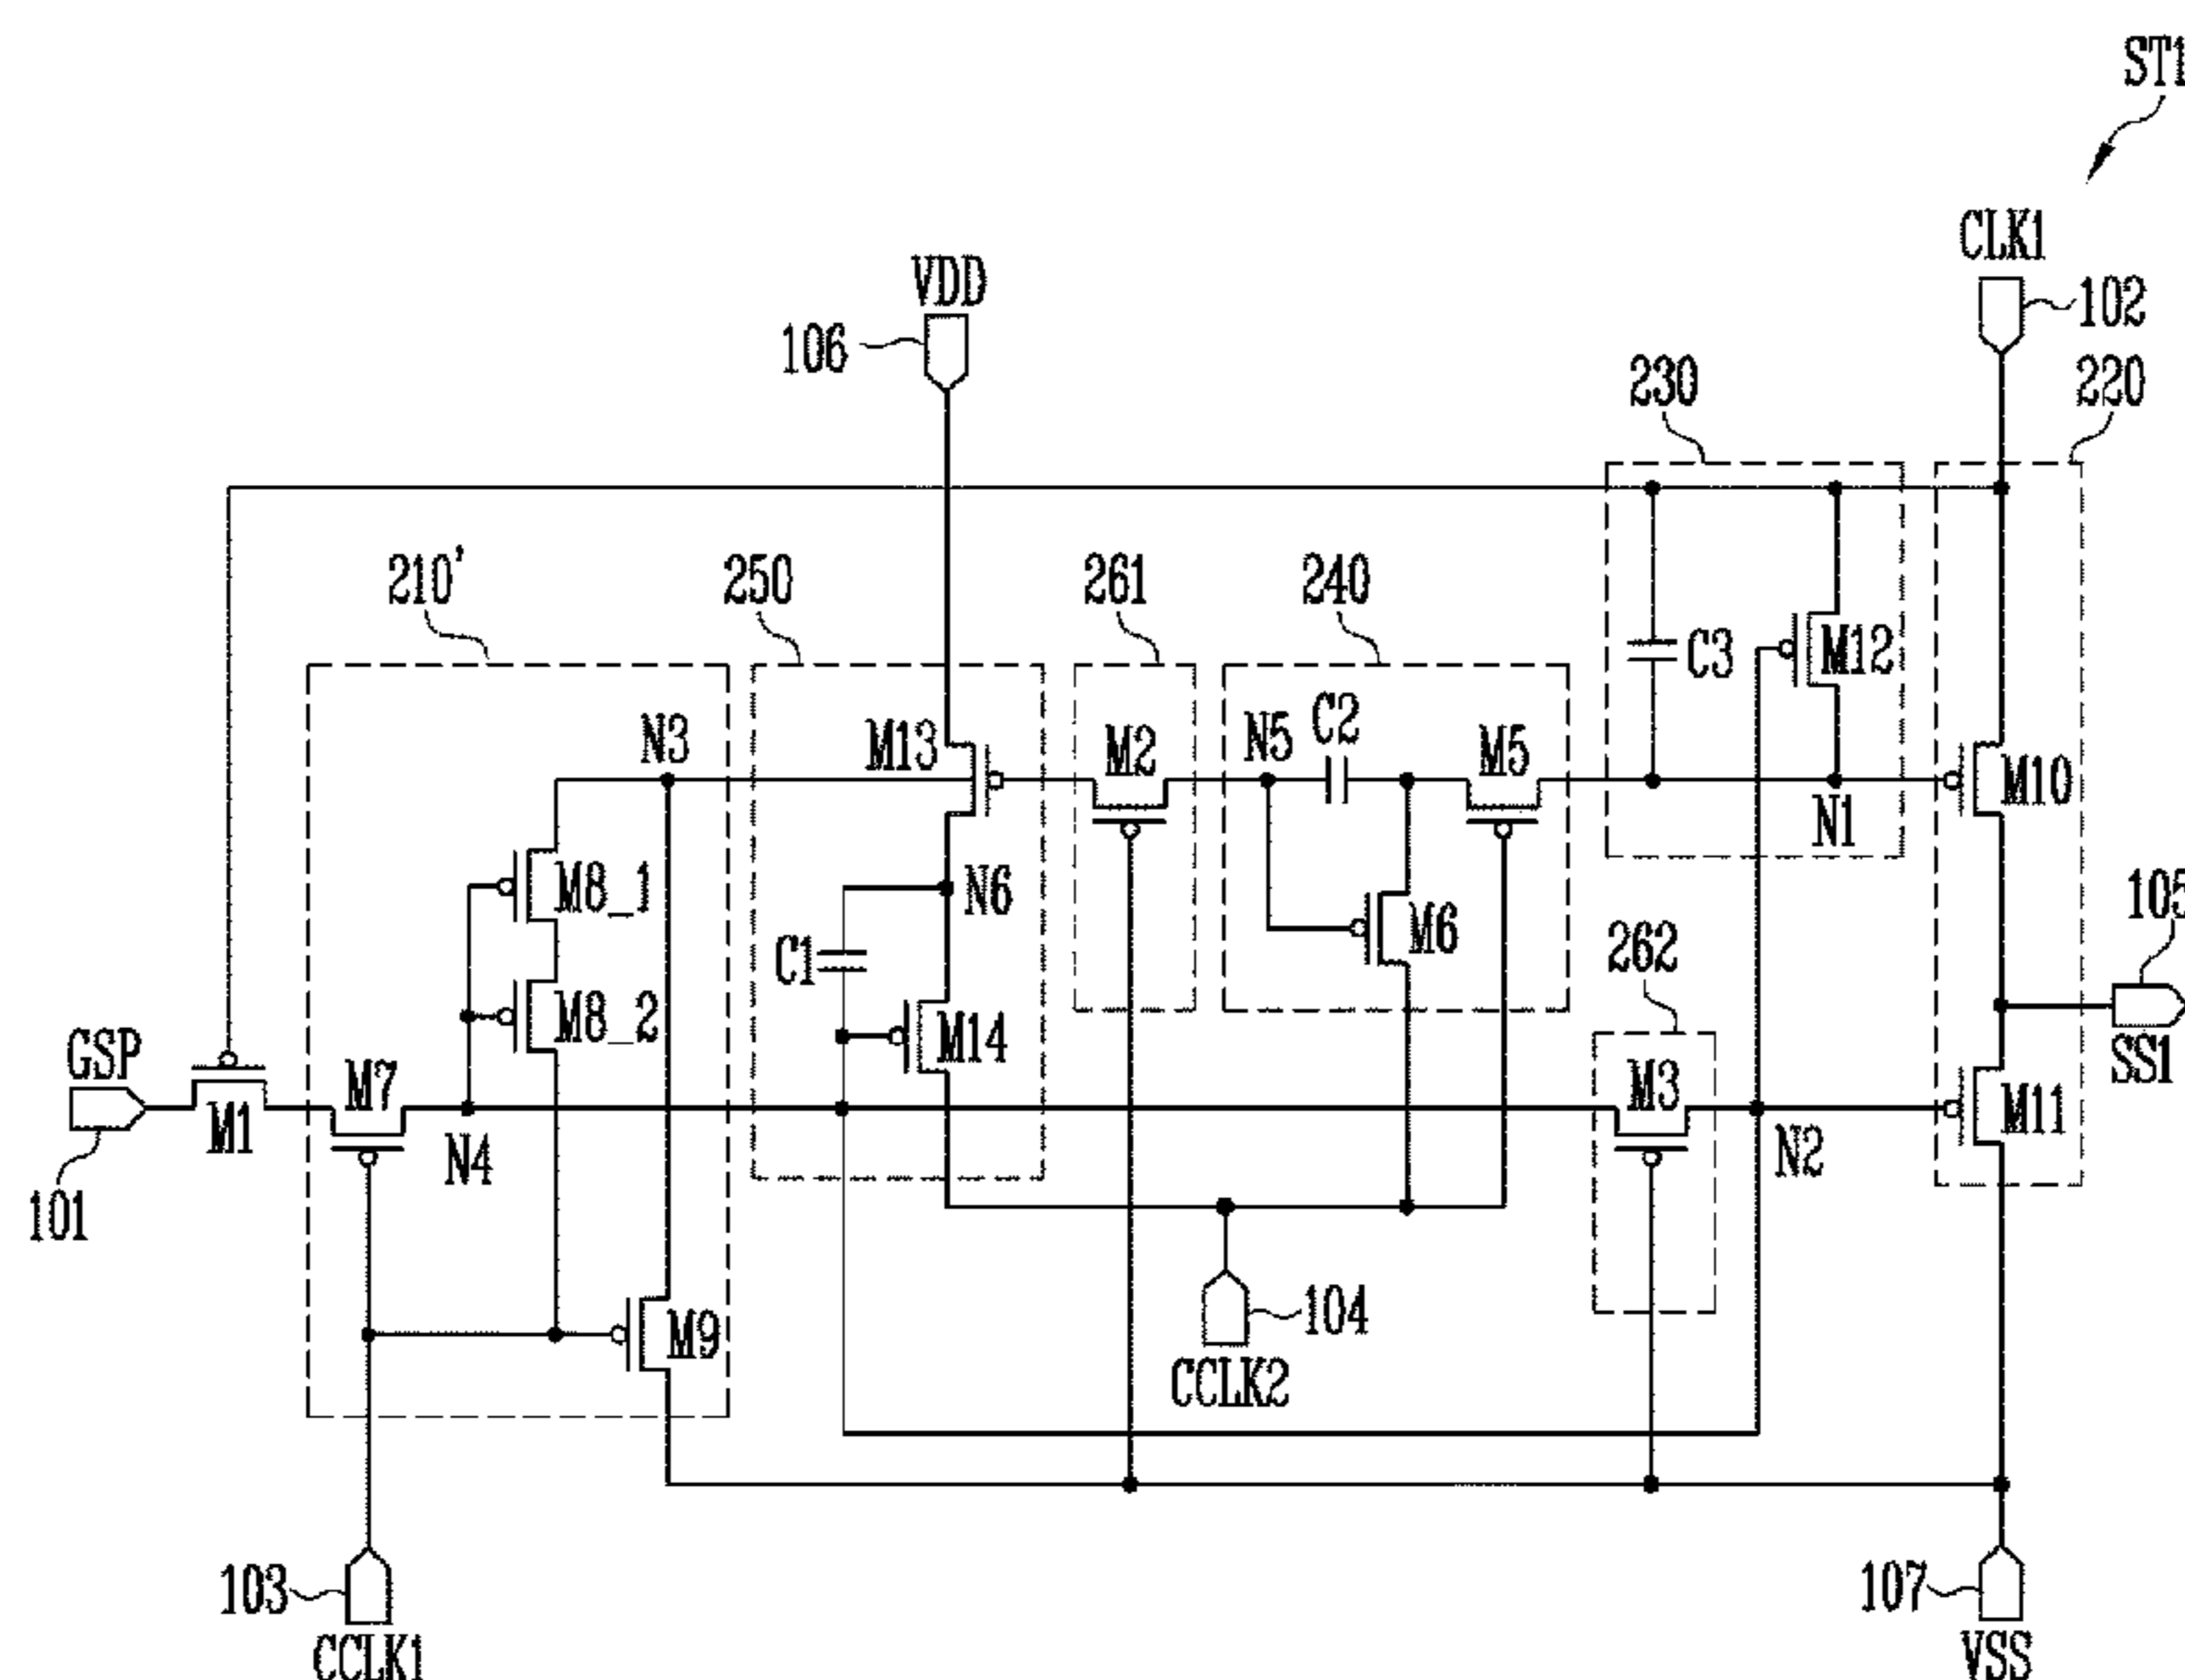 ST1
CLK1
VDD
102
106
230
220
210'
250
261
240
C3
M12
N3
M13
M2
N5
C2
M5
M10
N1
M8_1
N6
M6
105
C1
262
M8_2
M14
GSP
M7
M3
SS1
M1
N4
N2
M11
101
104
M9
CCLK2
103
107
CCLK1
VSS